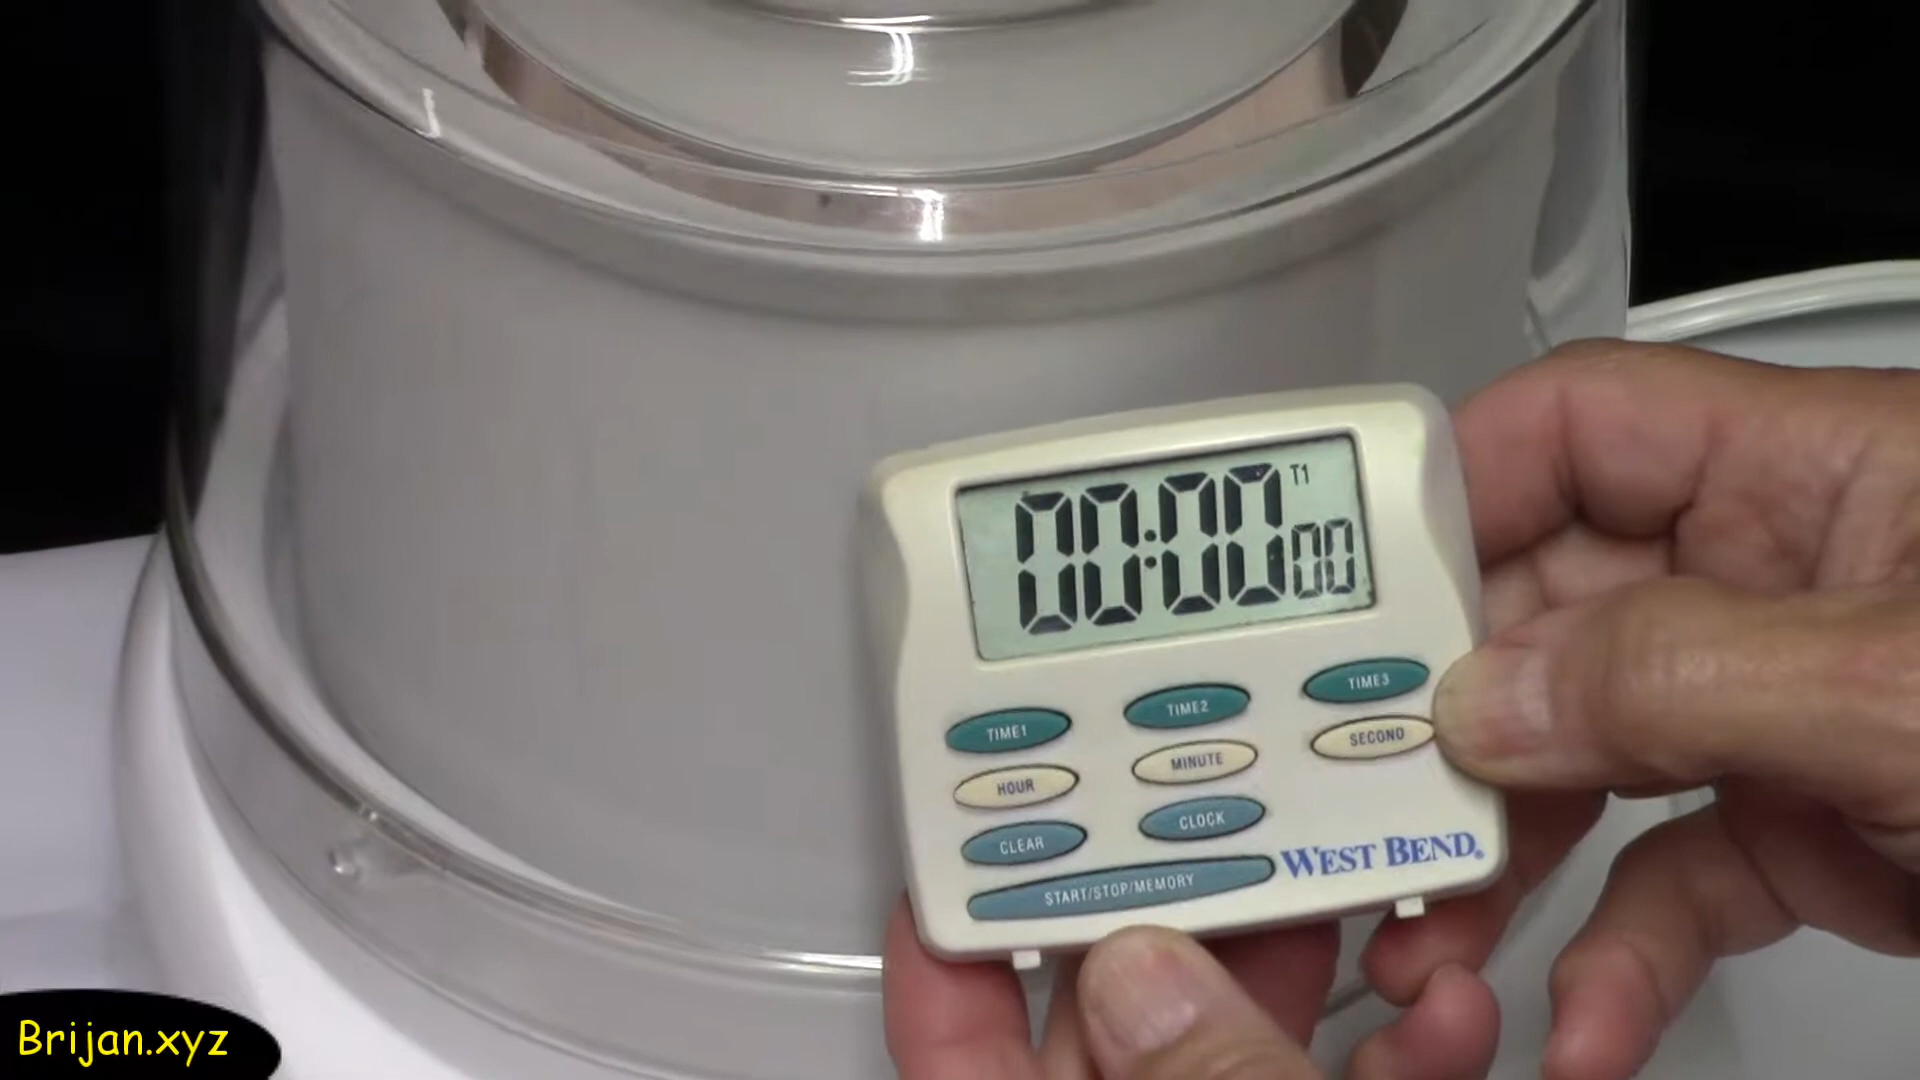 T1
00:00 00
TIME1 TIME2 TIME3
HOUR MINUTE SECOND
CLEAR CLOCK
START/STOP/MEMORY WEST BEND®
Brijan.xyz